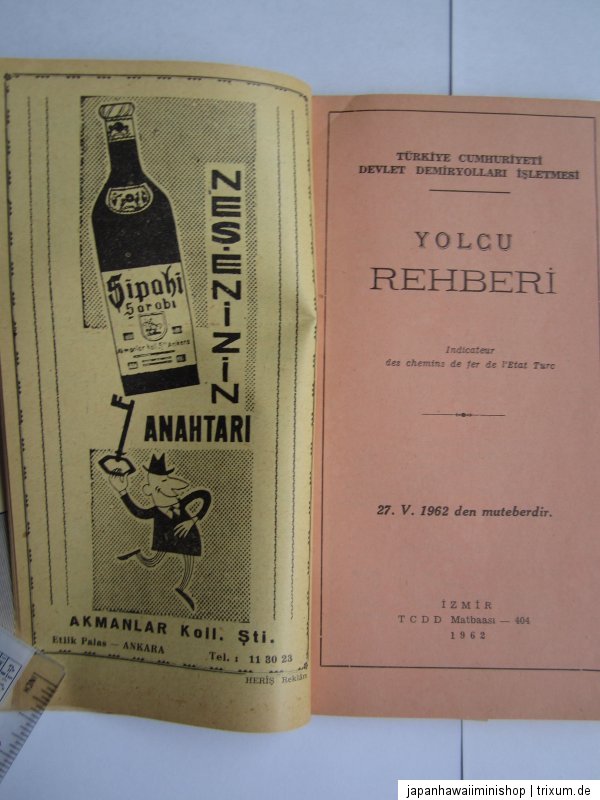 Sipahi
Şarabı
NEŞENİZİN
ANAHTARI
AKMANLAR Koll. Şti.
Etlik Palas — ANKARA
Tel. : 11 30 23
HERİŞ Reklâm
TÜRKİYE CUMHURİYETİ
DEVLET DEMİRYOLLARI İŞLETMESİ
YOLCU
REHBERİ
Indicateur
des chemins de fer de l'Etat Turc
27. V. 1962 den muteberdir.
İZMİR
TCDD Matbaası — 404
1962
japanhawaiiminishop | trixum.de